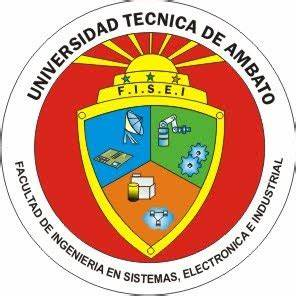 UNIVERSIDAD TECNICA DE AMBATO
F.I.S.E.I
FACULTAD DE INGENIERIA EN SISTEMAS, ELECTRONICA E INDUSTRIAL